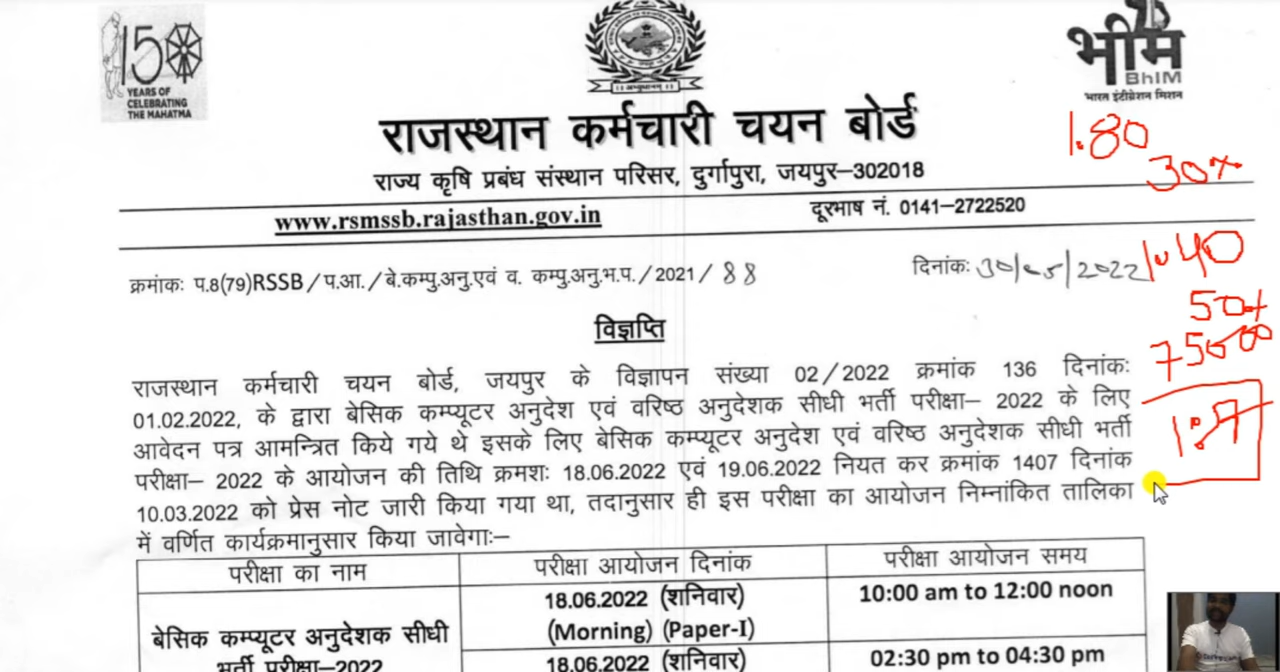 150
YEARS OF
CELEBRATING
THE MAHATMA
भीम
BhIM
भारत इंटीग्रेशन मिशन
राजस्थान कर्मचारी चयन बोर्ड
राज्य कृषि प्रबंध संस्थान परिसर, दुर्गापुरा, जयपुर–302018
www.rsmssb.rajasthan.gov.in
दूरभाष नं. 0141-2722520
1.80
30%
क्रमांकः प.8(79)RSSB/प.आ./बे.कम्पु.अनु.एवं व. कम्पु.अनु.भ.प./2021/ 88
दिनांकः 30/05/2022
1.40
50%
विज्ञप्ति
राजस्थान कर्मचारी चयन बोर्ड, जयपुर के विज्ञापन संख्या 02/2022 क्रमांक 136 दिनांकः
01.02.2022, के द्वारा बेसिक कम्प्यूटर अनुदेश एवं वरिष्ठ अनुदेशक सीधी भर्ती परीक्षा– 2022 के लिए
आवेदन पत्र आमन्त्रित किये गये थे इसके लिए बेसिक कम्प्यूटर अनुदेश एवं वरिष्ठ अनुदेशक सीधी भर्ती
परीक्षा– 2022 के आयोजन की तिथि क्रमशः 18.06.2022 एवं 19.06.2022 नियत कर क्रमांक 1407 दिनांक
10.03.2022 को प्रेस नोट जारी किया गया था, तदानुसार ही इस परीक्षा का आयोजन निम्नांकित तालिका
में वर्णित कार्यक्रमानुसार किया जावेगाः–
परीक्षा का नाम परीक्षा आयोजन दिनांक परीक्षा आयोजन समय
18.06.2022 (शनिवार) 10:00 am to 12:00 noon
बेसिक कम्प्यूटर अनुदेशक सीधी (Morning) (Paper-I)
भर्ती परीक्षा–2022 18.06.2022 (शनिवार) 02:30 pm to 04:30 pm